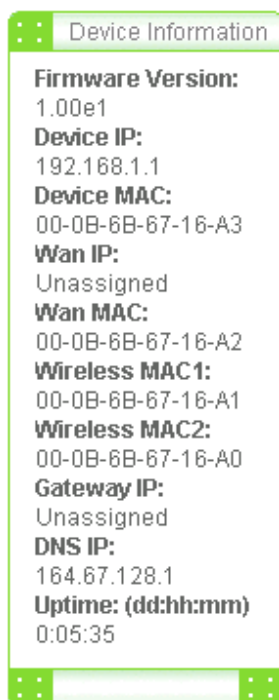 Device Information
Firmware Version:
1.00e1
Device IP:
192.168.1.1
Device MAC:
00-0B-6B-67-16-A3
Wan IP:
Unassigned
Wan MAC:
00-0B-6B-67-16-A2
Wireless MAC1:
00-0B-6B-67-16-A1
Wireless MAC2:
00-0B-6B-67-16-A0
Gateway IP:
Unassigned
DNS IP:
164.67.128.1
Uptime: (dd:hh:mm)
0:05:35